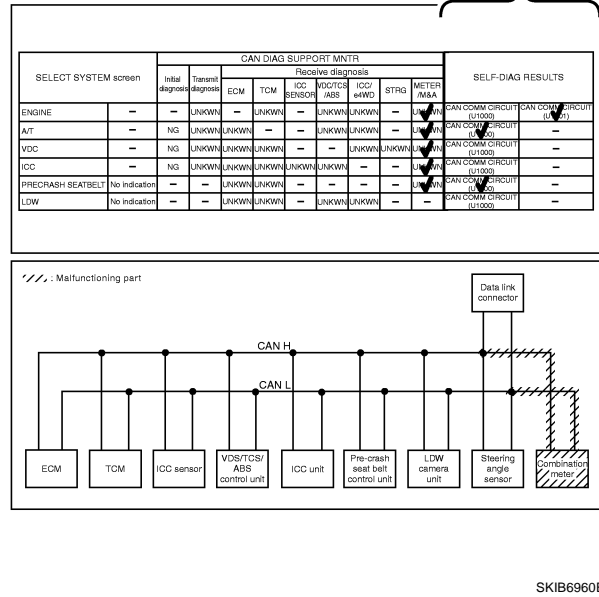 CAN DIAG SUPPORT MNTR
SELECT SYSTEM screen Initial diagnosis Transmit diagnosis Receive diagnosis SELF-DIAG RESULTS
ECM TCM ICC SENSOR VDC/TCS /ABS ICC/ e4WD STRG METER /M&A
ENGINE – – UNKWN – UNKWN – UNKWN UNKWN – CAN COMM CIRCUIT (U1000)
A/T – NG UNKWN UNKWN – – UNKWN UNKWN – CAN COMM CIRCUIT –
VDC – NG UNKWN UNKWN UNKWN – – UNKWN UNKWN CAN COMM CIRCUIT (U1000) –
ICC – NG UNKWN UNKWN UNKWN UNKWN UNKWN – – CAN COMM CIRCUIT (U1000) –
PRECRASH SEATBELT No indication – – UNKWN UNKWN – UNKWN UNKWN – CAN COMM CIRCUIT –
LDW No indication – – UNKWN UNKWN – UNKWN UNKWN – – CAN COMM CIRCUIT (U1000) –
: Malfunctioning part
Data link
connector
CAN H
CAN L
ECM
TCM
ICC sensor
VDS/TCS/
ABS
control unit
ICC unit
Pre-crash
seat belt
control unit
LDW
camera
unit
Steering
angle
sensor
Combination
meter